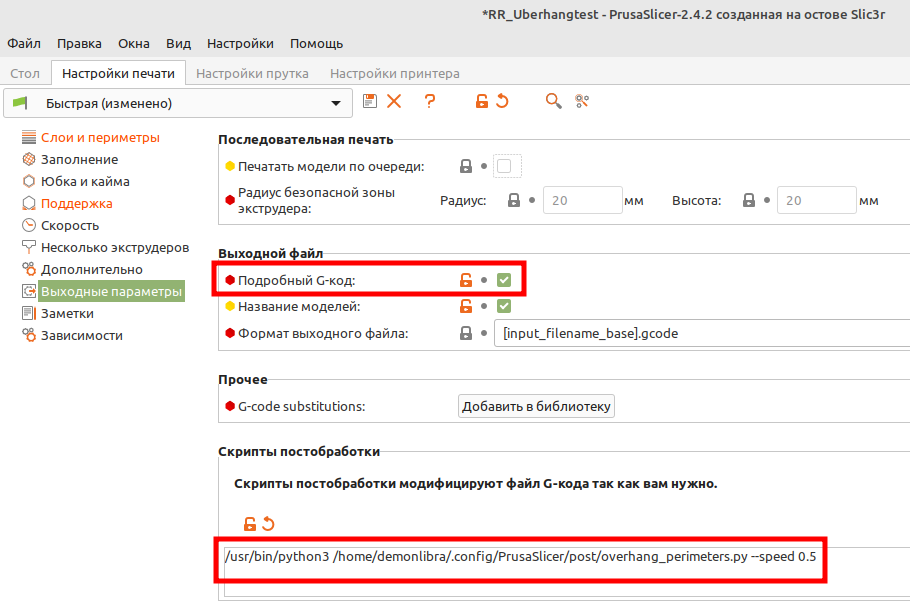 *RR_Uberhangtest - PrusaSlicer-2.4.2 созданная на остове Slic3r
Файл Правка Окна Вид Настройки Помощь
Стол Настройки печати Настройки прутка Настройки принтера
Быстрая (изменено) ?
Слои и периметры
Заполнение
Юбка и кайма
Поддержка
Скорость
Несколько экструдеров
Дополнительно
Выходные параметры
Заметки
Зависимости
Последовательная печать
Печатать модели по очереди:
Радиус безопасной зоны
экструдера:
Радиус: 20 мм Высота: 20 мм
Выходной файл
Подробный G-код:
Название моделей:
Формат выходного файла: [input_filename_base].gcode
Прочее
G-code substitutions: Добавить в библиотеку
Скрипты постобработки
Скрипты постобработки модифицируют файл G-кода так как вам нужно.
/usr/bin/python3 /home/demonlibra/.config/PrusaSlicer/post/overhang_perimeters.py --speed 0.5